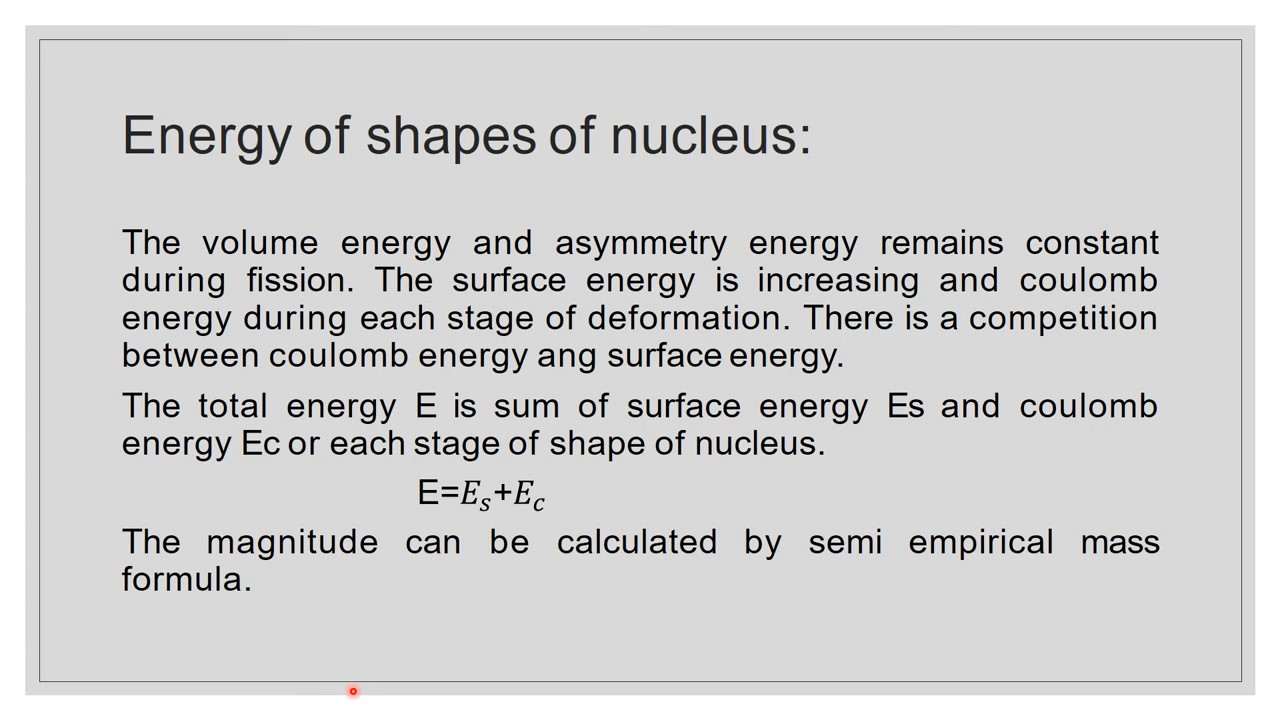 Energy of shapes of nucleus:
The volume energy and asymmetry energy remains constant
during fission. The surface energy is increasing and coulomb
energy during each stage of deformation. There is a competition
between coulomb energy ang surface energy.
The total energy E is sum of surface energy Es and coulomb
energy Ec or each stage of shape of nucleus.
E=𝐸ₛ+𝐸𝑐
The magnitude can be calculated by semi empirical mass
formula.